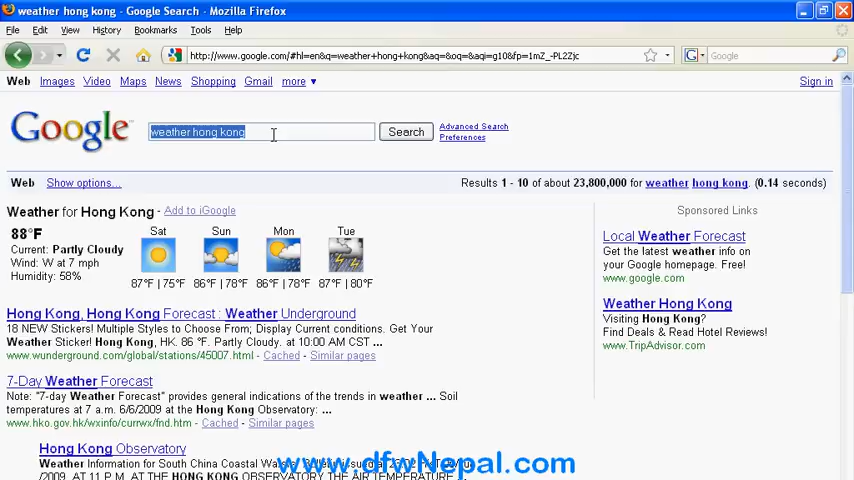 weather hong kong - Google Search - Mozilla Firefox
File Edit View History Bookmarks Tools Help
http://www.google.com/#hl=en&q=weather+hong+kong&aq=&oq=&aqi=g10&fp=1mZ_-PL2Zjc
Google
Web Images Video Maps News Shopping Gmail more ▼ Sign in
Google
weather hong kong
Search
Advanced Search
Preferences
Web Show options... Results 1 - 10 of about 23,800,000 for weather hong kong. (0.14 seconds)
Weather for Hong Kong - Add to iGoogle
88°F
Current: Partly Cloudy
Wind: W at 7 mph
Humidity: 58%
Sat Sun Mon Tue
87°F | 75°F 86°F | 78°F 86°F | 78°F 87°F | 80°F
Hong Kong, Hong Kong Forecast : Weather Underground
18 NEW Stickers! Multiple Styles to Choose From; Display Current conditions. Get Your
Weather Sticker! Hong Kong, HK. 86 °F. Partly Cloudy. at 10:00 AM CST ...
www.wunderground.com/global/stations/45007.html - Cached - Similar pages
7-Day Weather Forecast
Note: "7-day Weather Forecast" provides general indications of the trends in weather ... Soil
temperatures at 7 a.m. 6/6/2009 at the Hong Kong Observatory: ...
www.hko.gov.hk/wxinfo/currwx/fnd.htm - Cached - Similar pages
Hong Kong Observatory
Weather Information for South China Coastal
AT 11 P.M. AT THE HONG KONG OBSERVATORY THE AIR TEMPERATURE
Sponsored Links
Local Weather Forecast
Get the latest weather info on
your Google homepage. Free!
www.google.com
Weather Hong Kong
Visiting Hong Kong?
Find Deals & Read Hotel Reviews!
www.TripAdvisor.com
www.dfwNepal.com